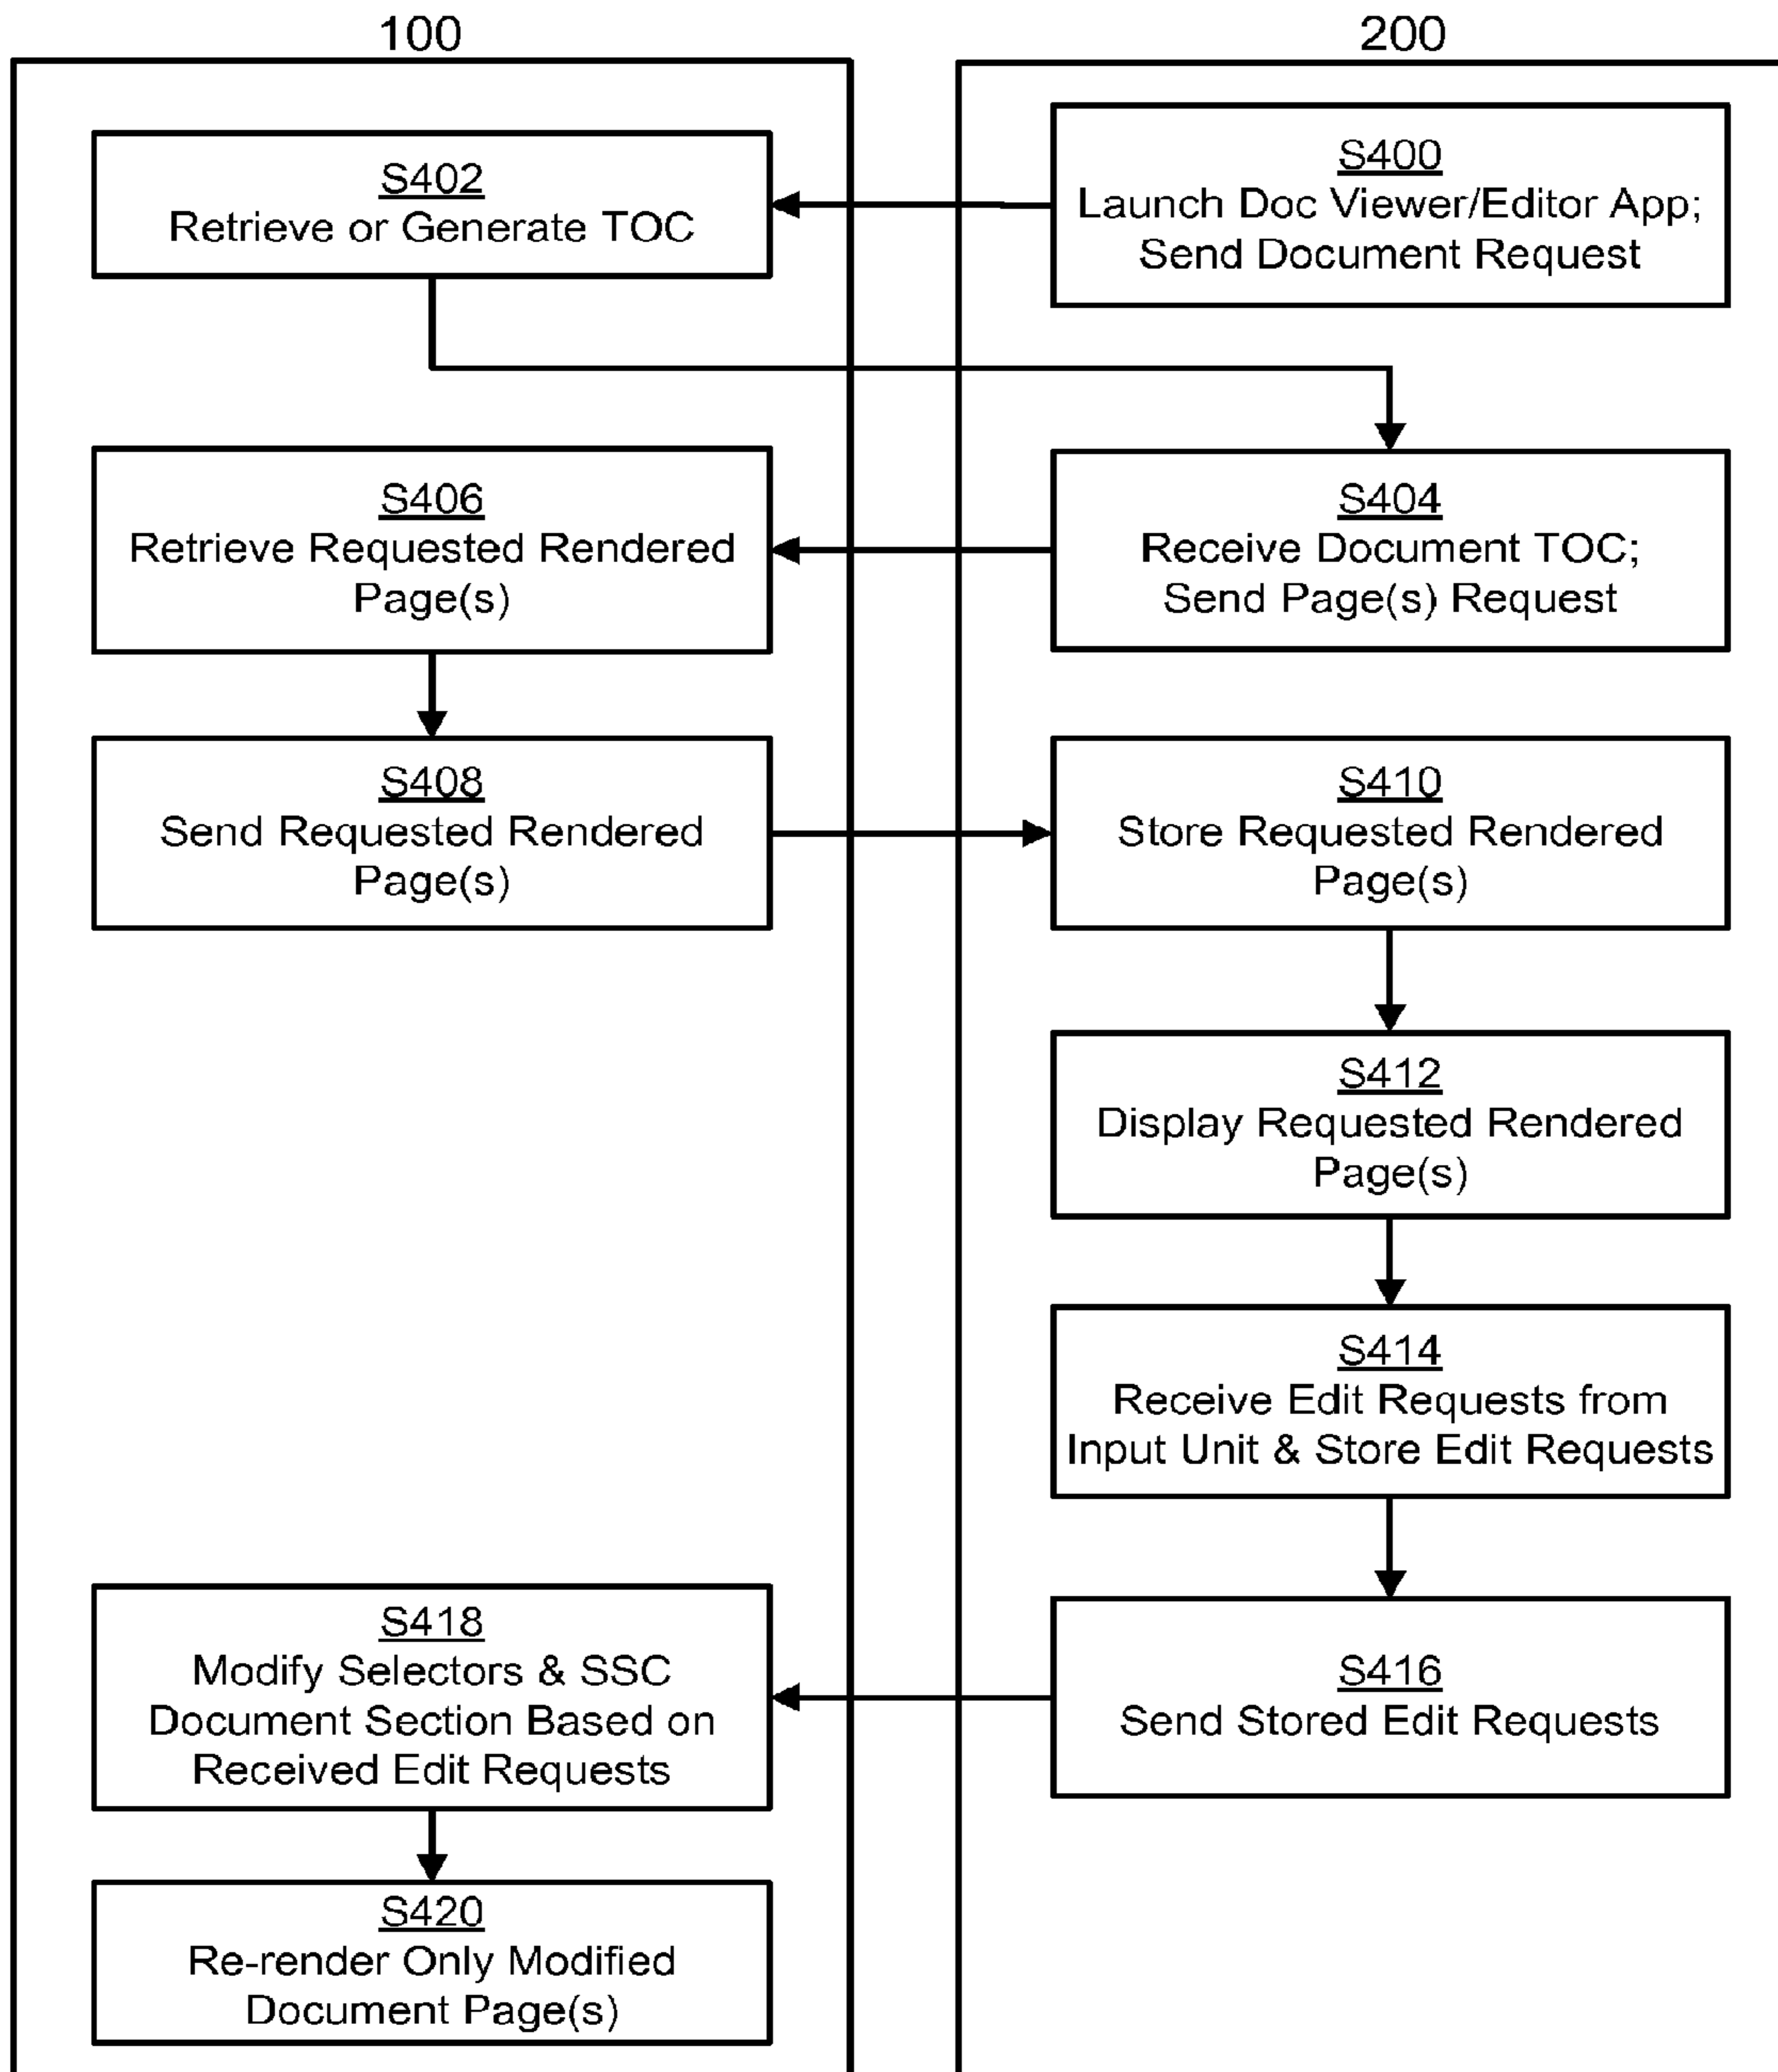 100
200
S402
Retrieve or Generate TOC
S400
Launch Doc Viewer/Editor App;
Send Document Request
S406
Retrieve Requested Rendered
Page(s)
S404
Receive Document TOC;
Send Page(s) Request
S408
Send Requested Rendered
Page(s)
S410
Store Requested Rendered
Page(s)
S412
Display Requested Rendered
Page(s)
S414
Receive Edit Requests from
Input Unit & Store Edit Requests
S418
Modify Selectors & SSC
Document Section Based on
Received Edit Requests
S416
Send Stored Edit Requests
S420
Re-render Only Modified
Document Page(s)